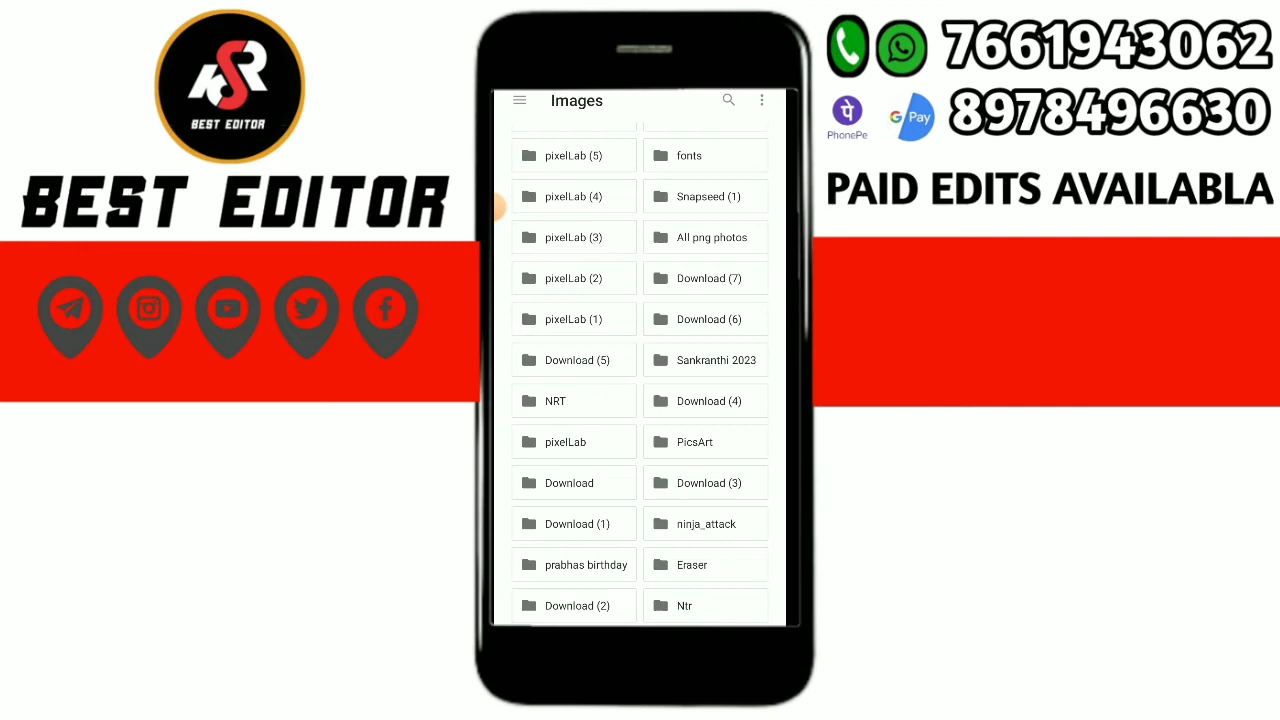 KSR
BEST EDITOR
BEST EDITOR
Images
pixelLab (5)
fonts
pixelLab (4)
Snapseed (1)
pixelLab (3)
All png photos
pixelLab (2)
Download (7)
pixelLab (1)
Download (6)
Download (5)
Sankranthi 2023
NRT
Download (4)
pixelLab
PicsArt
Download
Download (3)
Download (1)
ninja_attack
prabhas birthday
Eraser
Download (2)
Ntr
7661943062
पे
PhonePe
G Pay
8978496630
PAID EDITS AVAILABLA